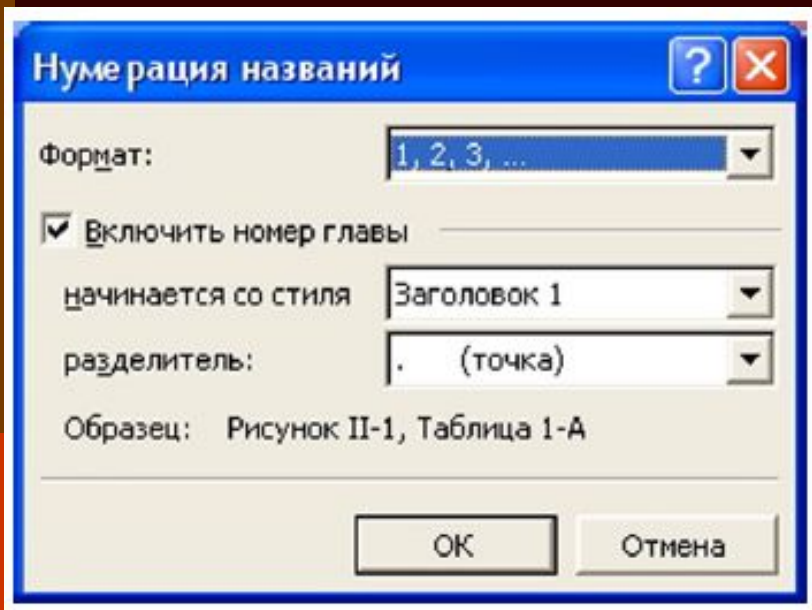 Нумерация названий
Формат: 1, 2, 3, ...
Включить номер главы
начинается со стиля Заголовок 1
разделитель: . (точка)
Образец: Рисунок II-1, Таблица 1-А
ОК Отмена